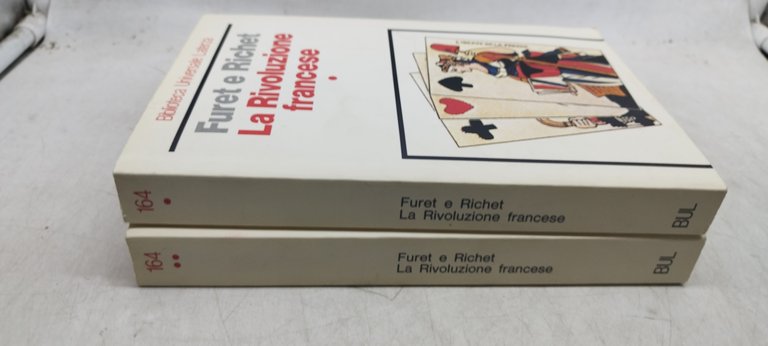 Biblioteca Universale Laterza
Furet e Richet
La Rivoluzione
francese
164
Furet e Richet
La Rivoluzione francese
BUL
164
Furet e Richet
La Rivoluzione francese
BUL